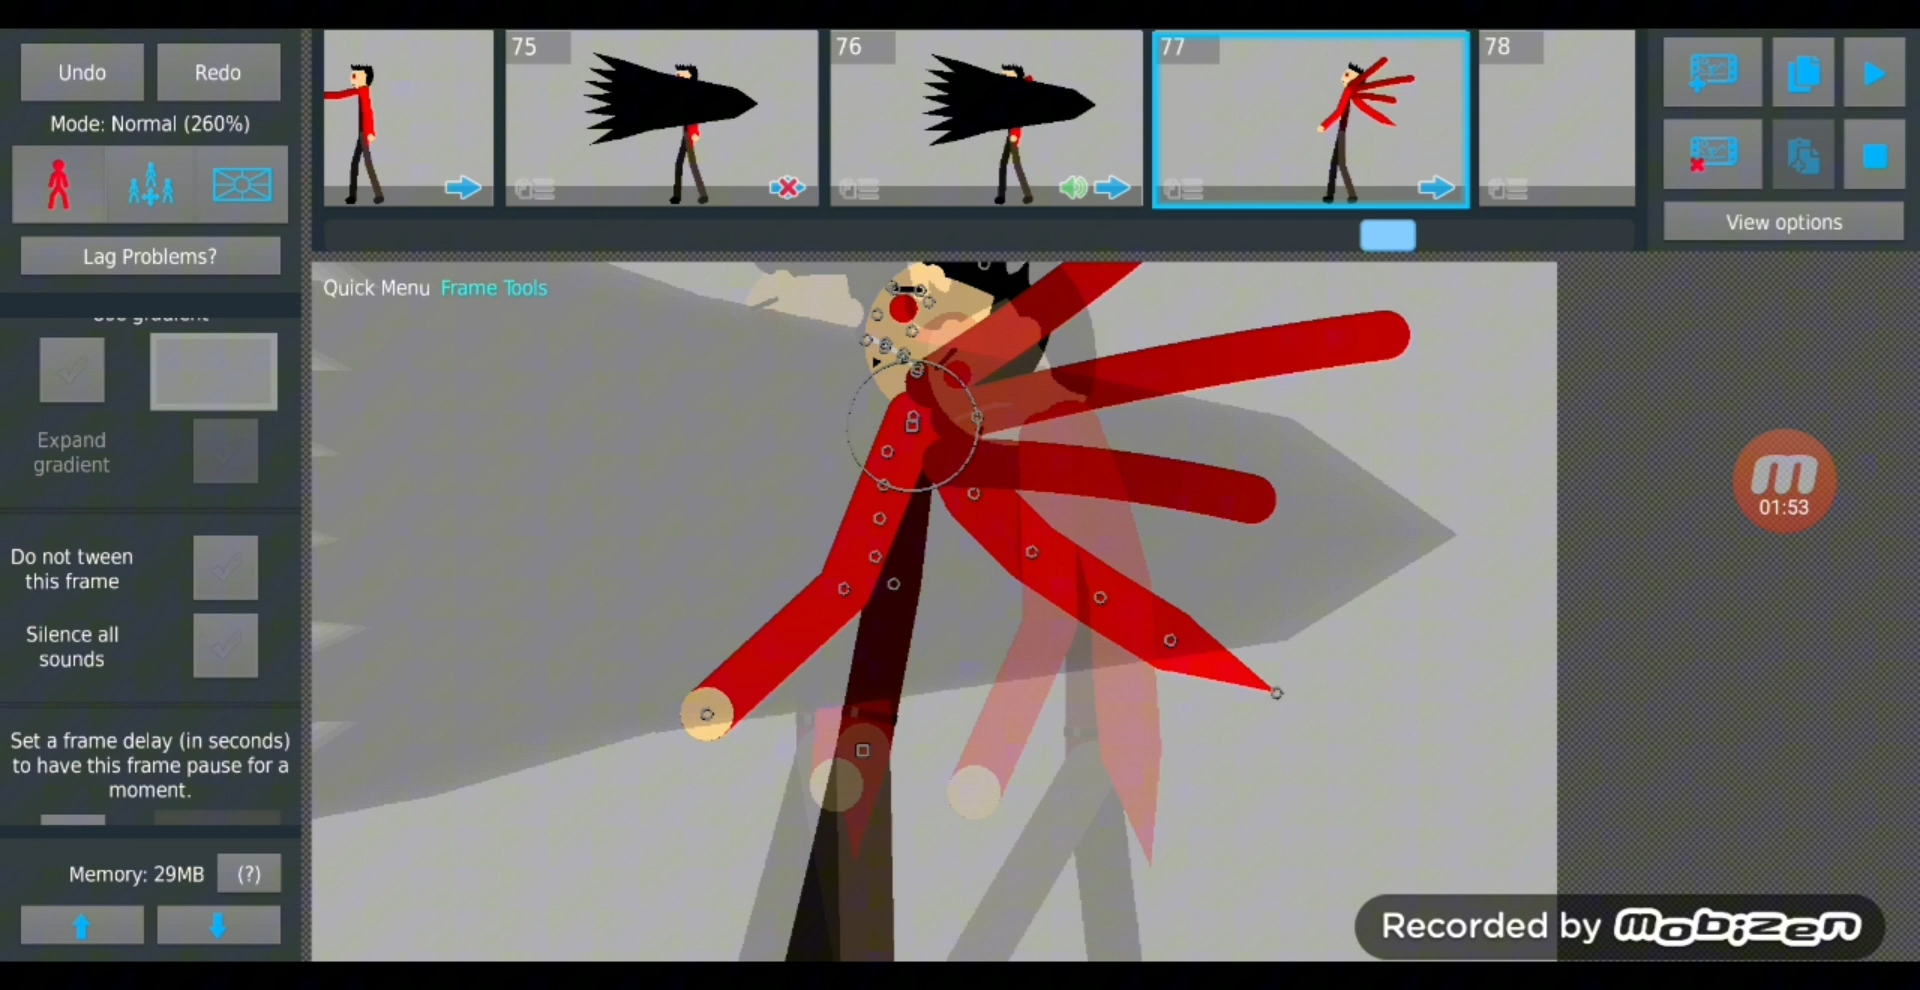 Undo
Redo
Mode: Normal (260%)
Lag Problems?
Use gradient
Expand
gradient
Do not tween
this frame
Silence all
sounds
Set a frame delay (in seconds)
to have this frame pause for a
moment.
Memory: 29MB
(?)
75
76
77
78
View options
Quick Menu Frame Tools
01:53
Recorded by mobizen